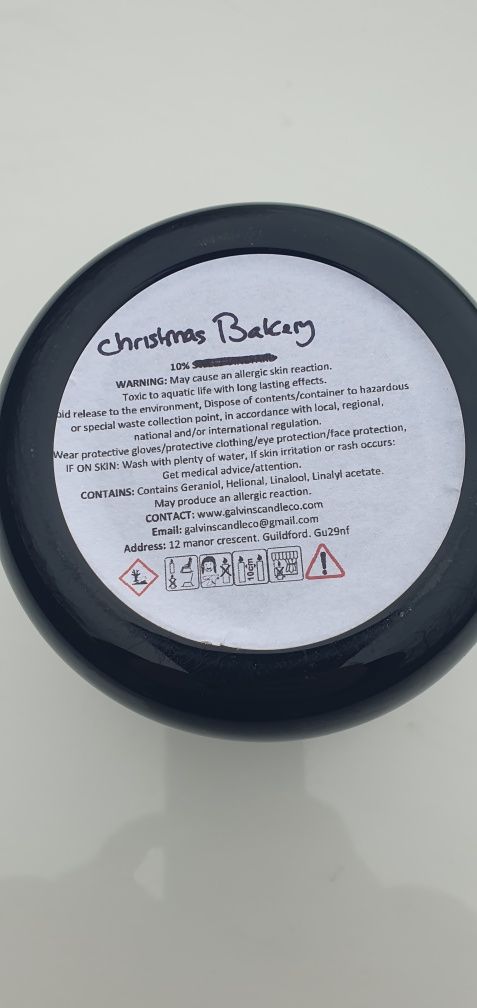 christmas Bakery
10%
WARNING: May cause an allergic skin reaction.
Toxic to aquatic life with long lasting effects.
oid release to the environment, Dispose of contents/container to hazardous
or special waste collection point, in accordance with local, regional,
national and/or international regulation.
Wear protective gloves/protective clothing/eye protection/face protection,
IF ON SKIN: Wash with plenty of water, If skin irritation or rash occurs:
Get medical advice/attention.
CONTAINS: Contains Geraniol, Helional, Linalool, Linalyl acetate.
May produce an allergic reaction.
CONTACT: www.galvinscandleco.com
Email: galvinscandleco@gmail.com
Address: 12 manor crescent. Guildford. Gu29nf